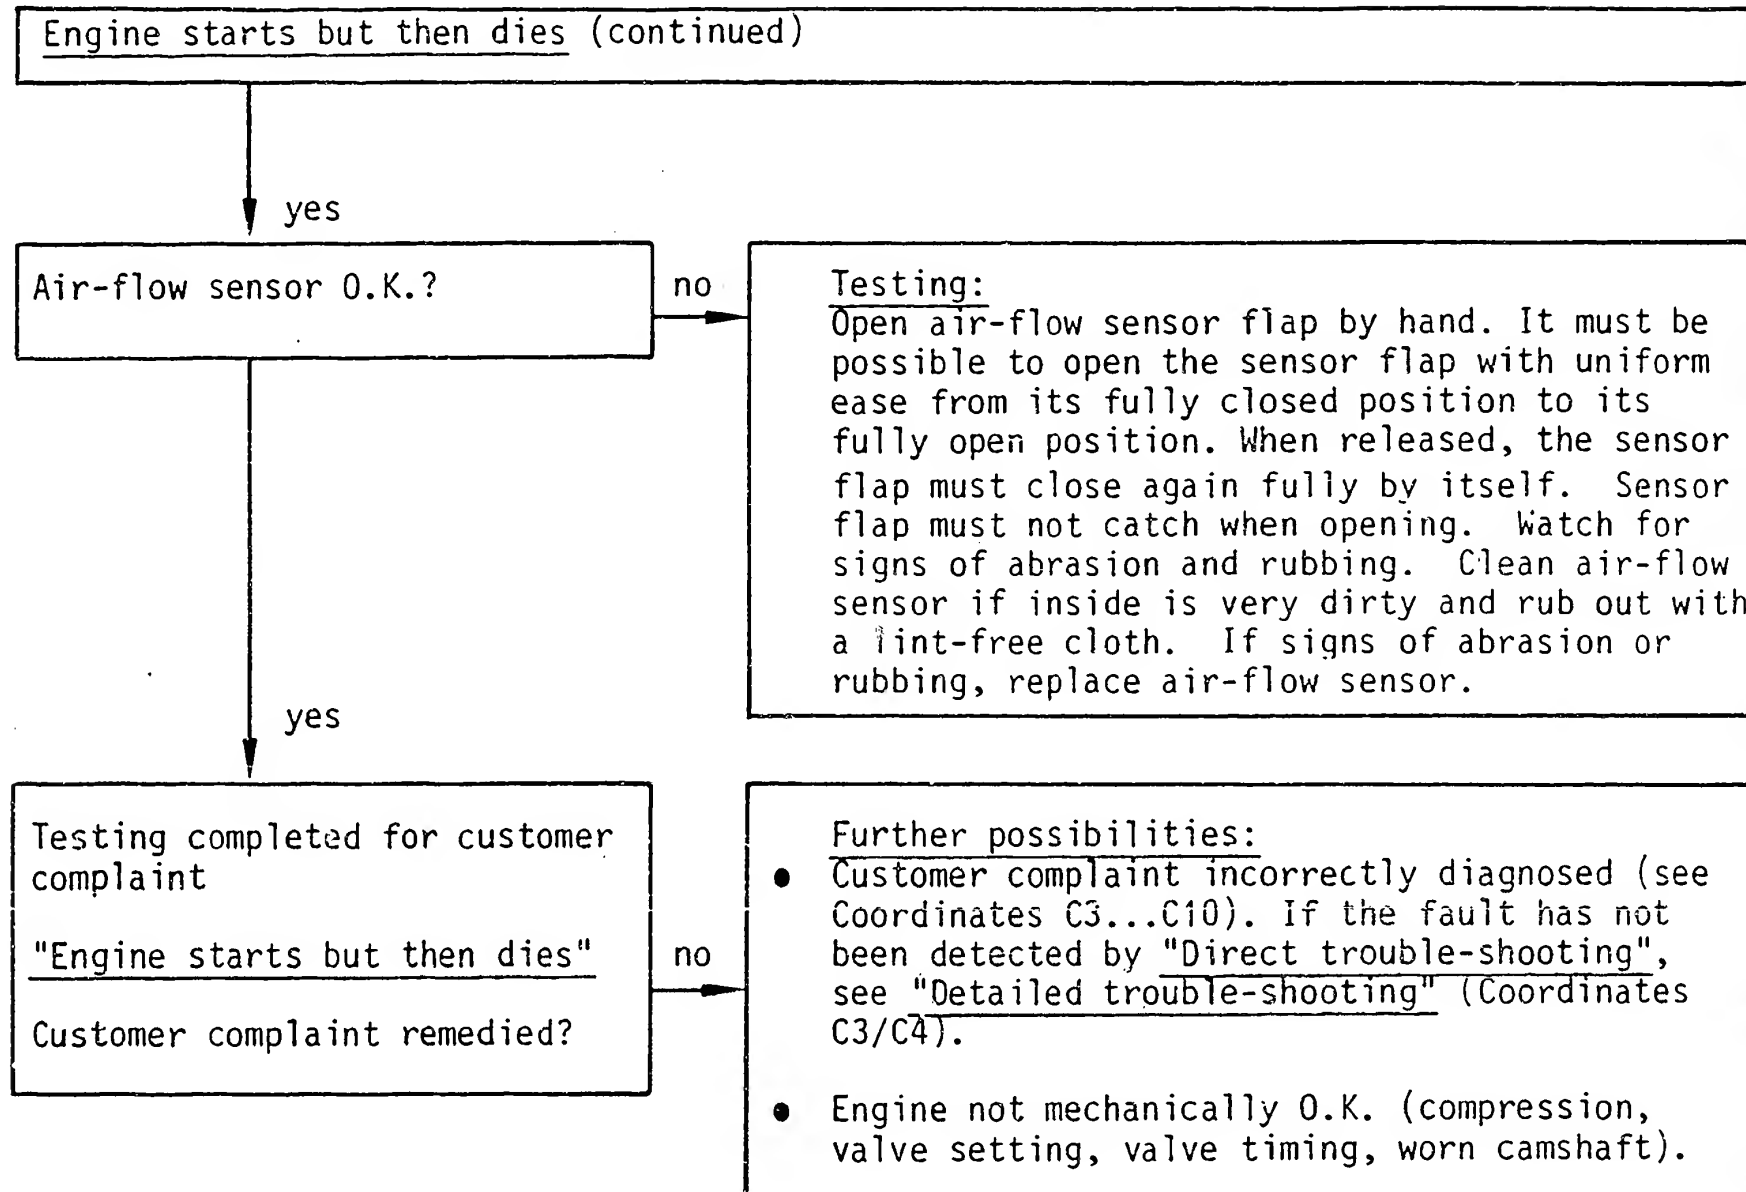 Engine starts but then dies (continued)
yes
Air-flow sensor O.K.?
no
Testing:
Open air-flow sensor flap by hand. It must be
possible to open the sensor flap with uniform
ease from its fully closed position to its
fully open position. When released, the sensor
flap must close again fully by itself. Sensor
flap must not catch when opening. Watch for
signs of abrasion and rubbing. Clean air-flow
sensor if inside is very dirty and rub out with
a lint-free cloth. If signs of abrasion or
rubbing, replace air-flow sensor.
yes
Testing completed for customer
complaint
"Engine starts but then dies"
Customer complaint remedied?
no
Further possibilities:
• Customer complaint incorrectly diagnosed (see
Coordinates C3...C10). If the fault has not
been detected by "Direct trouble-shooting",
see "Detailed trouble-shooting" (Coordinates
C3/C4).
• Engine not mechanically O.K. (compression,
valve setting, valve timing, worn camshaft).